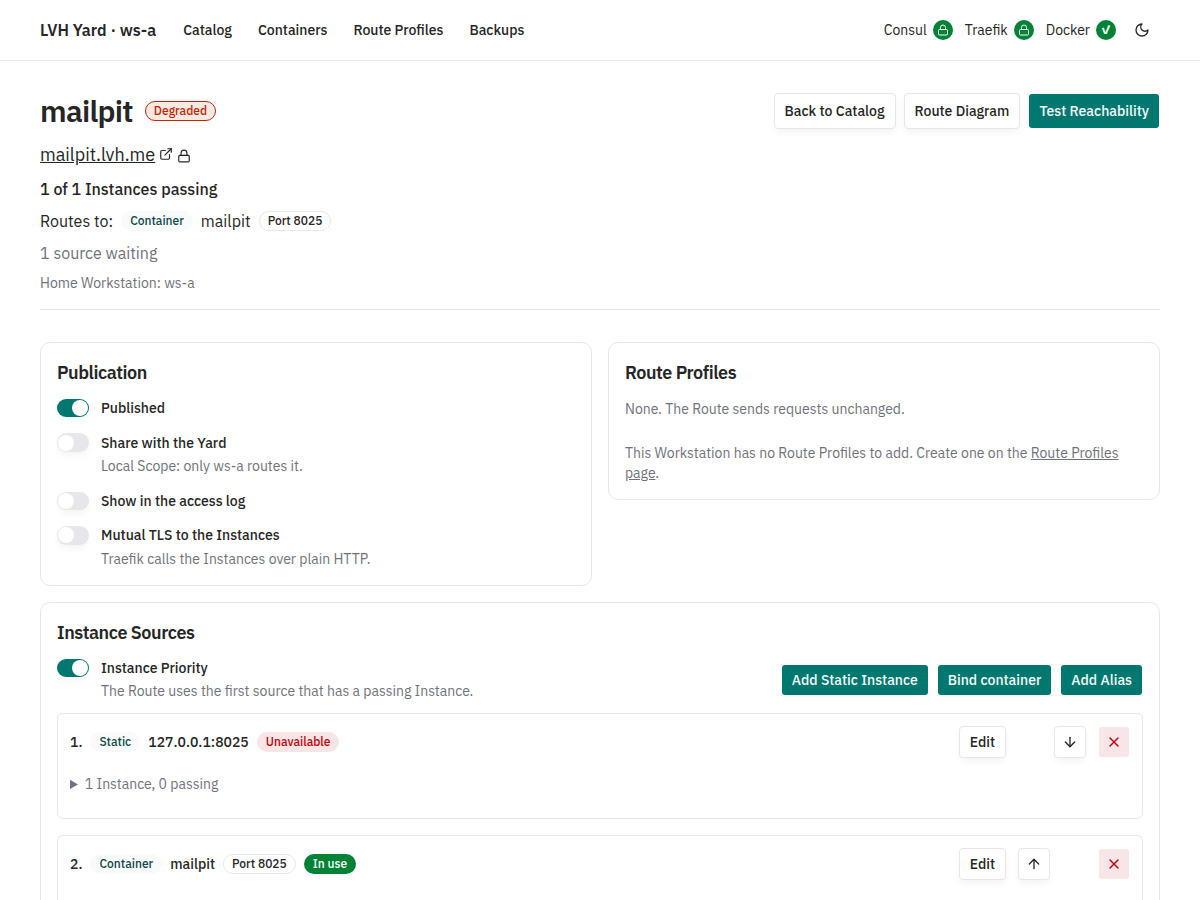 LVH Yard · ws-a Catalog Containers Route Profiles Backups Consul Traefik Docker
mailpit Degraded Back to Catalog Route Diagram Test Reachability
mailpit.lvh.me
1 of 1 Instances passing
Routes to: Container mailpit Port 8025
1 source waiting
Home Workstation: ws-a
Publication
Published
Share with the Yard
Local Scope: only ws-a routes it.
Show in the access log
Mutual TLS to the Instances
Traefik calls the Instances over plain HTTP.
Route Profiles
None. The Route sends requests unchanged.
This Workstation has no Route Profiles to add. Create one on the Route Profiles
page.
Instance Sources
Instance Priority
The Route uses the first source that has a passing Instance.
Add Static Instance Bind container Add Alias
1. Static 127.0.0.1:8025 Unavailable Edit
1 Instance, 0 passing
2. Container mailpit Port 8025 In use Edit